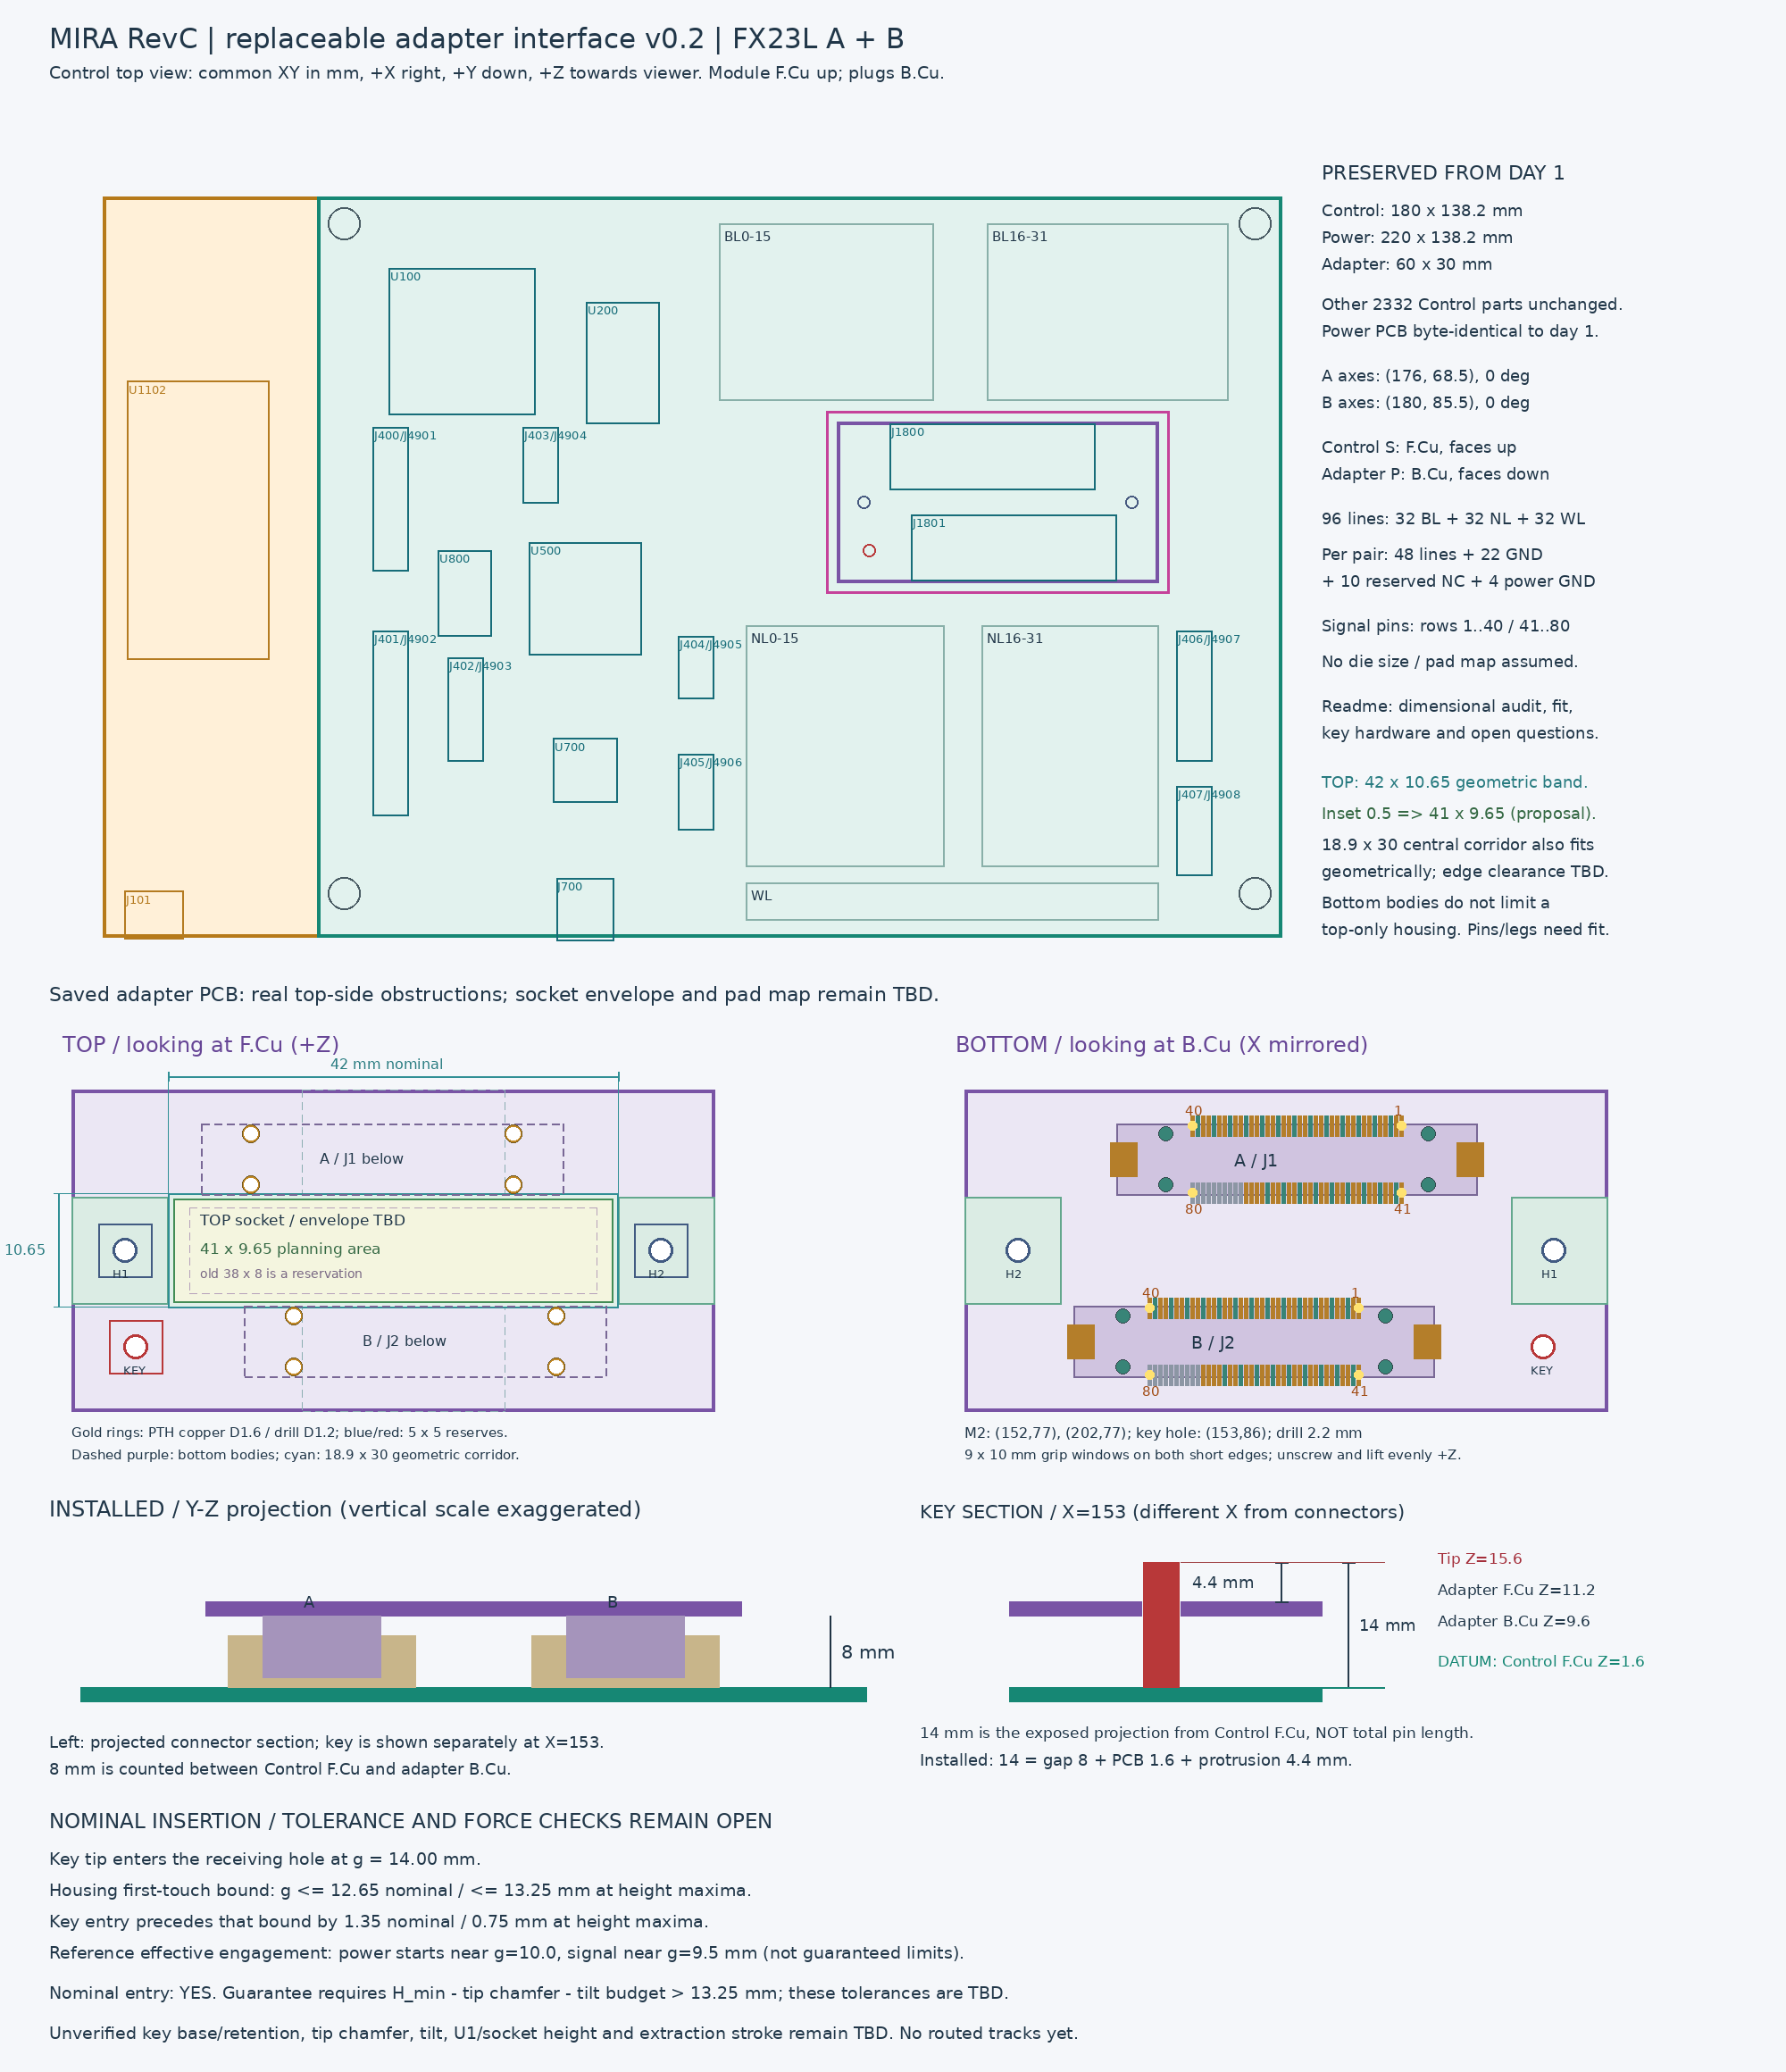 MIRA RevC | replaceable adapter interface v0.2 | FX23L A + B
Control top view: common XY in mm, +X right, +Y down, +Z towards viewer. Module F.Cu up; plugs B.Cu.
BL0-15
BL16-31
U100
U200
U1102
J400/J4901
J403/J4904
J1800
J1801
U800
U500
J401/J4902
J402/J4903
J404/J4905
NL0-15
NL16-31
J406/J4907
U700
J405/J4906
J407/J4908
J101
J700
WL
PRESERVED FROM DAY 1
Control: 180 x 138.2 mm
Power: 220 x 138.2 mm
Adapter: 60 x 30 mm
Other 2332 Control parts unchanged.
Power PCB byte-identical to day 1.
A axes: (176, 68.5), 0 deg
B axes: (180, 85.5), 0 deg
Control S: F.Cu, faces up
Adapter P: B.Cu, faces down
96 lines: 32 BL + 32 NL + 32 WL
Per pair: 48 lines + 22 GND
+ 10 reserved NC + 4 power GND
Signal pins: rows 1..40 / 41..80
No die size / pad map assumed.
Readme: dimensional audit, fit,
key hardware and open questions.
TOP: 42 x 10.65 geometric band.
Inset 0.5 => 41 x 9.65 (proposal).
18.9 x 30 central corridor also fits
geometrically; edge clearance TBD.
Bottom bodies do not limit a
top-only housing. Pins/legs need fit.
Saved adapter PCB: real top-side obstructions; socket envelope and pad map remain TBD.
TOP / looking at F.Cu (+Z)
42 mm nominal
A / J1 below
10.65
TOP socket / envelope TBD
41 x 9.65 planning area
old 38 x 8 is a reservation
H1
H2
B / J2 below
KEY
Gold rings: PTH copper D1.6 / drill D1.2; blue/red: 5 x 5 reserves.
Dashed purple: bottom bodies; cyan: 18.9 x 30 geometric corridor.
BOTTOM / looking at B.Cu (X mirrored)
40
1
A / J1
80
41
H2
H1
40
1
B / J2
80
41
KEY
M2: (152,77), (202,77); key hole: (153,86); drill 2.2 mm
9 x 10 mm grip windows on both short edges; unscrew and lift evenly +Z.
INSTALLED / Y-Z projection (vertical scale exaggerated)
A
B
8 mm
Left: projected connector section; key is shown separately at X=153.
8 mm is counted between Control F.Cu and adapter B.Cu.
KEY SECTION / X=153 (different X from connectors)
4.4 mm
14 mm
Tip Z=15.6
Adapter F.Cu Z=11.2
Adapter B.Cu Z=9.6
DATUM: Control F.Cu Z=1.6
14 mm is the exposed projection from Control F.Cu, NOT total pin length.
Installed: 14 = gap 8 + PCB 1.6 + protrusion 4.4 mm.
NOMINAL INSERTION / TOLERANCE AND FORCE CHECKS REMAIN OPEN
Key tip enters the receiving hole at g = 14.00 mm.
Housing first-touch bound: g <= 12.65 nominal / <= 13.25 mm at height maxima.
Key entry precedes that bound by 1.35 nominal / 0.75 mm at height maxima.
Reference effective engagement: power starts near g=10.0, signal near g=9.5 mm (not guaranteed limits).
Nominal entry: YES. Guarantee requires H_min - tip chamfer - tilt budget > 13.25 mm; these tolerances are TBD.
Unverified key base/retention, tip chamfer, tilt, U1/socket height and extraction stroke remain TBD. No routed tracks yet.